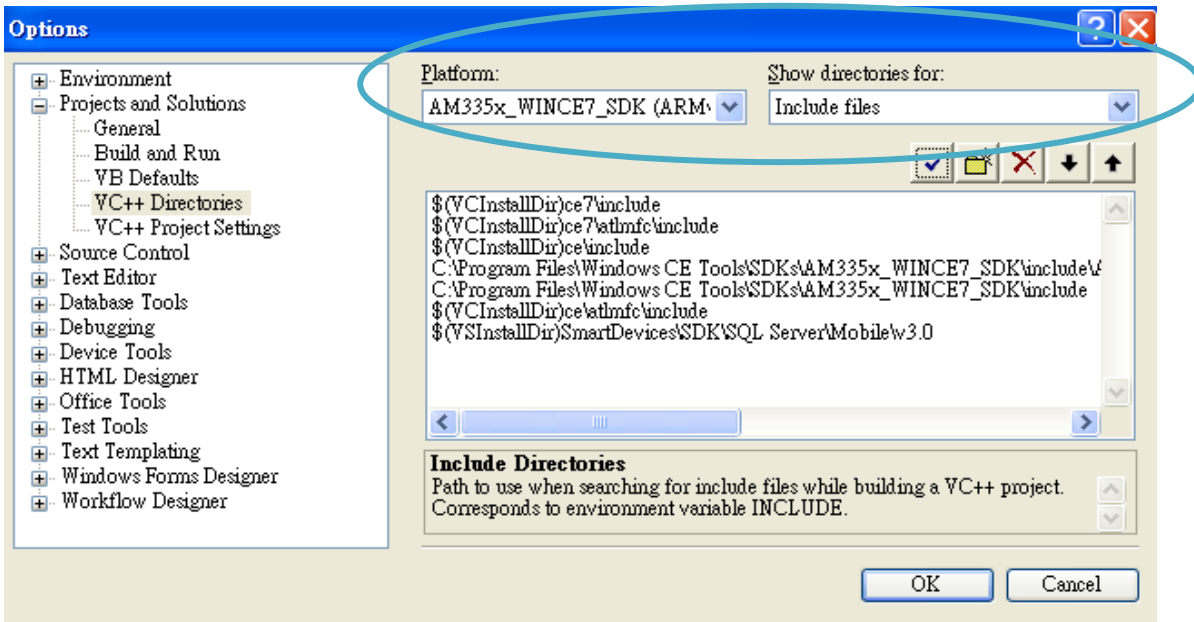 Options
Environment
Projects and Solutions
General
Build and Run
VB Defaults
VC++ Directories
VC++ Project Settings
Source Control
Text Editor
Database Tools
Debugging
Device Tools
HTML Designer
Office Tools
Test Tools
Text Templating
Windows Forms Designer
Workflow Designer
Platform:
AM335x_WINCE7_SDK (ARM
Show directories for:
Include files
$(VCInstallDir)ce7\include
$(VCInstallDir)ce7\atlmfc\include
$(VCInstallDir)ce\include
C:\Program Files\Windows CE Tools\SDKs\AM335x_WINCE7_SDK\include\A
C:\Program Files\Windows CE Tools\SDKs\AM335x_WINCE7_SDK\include
$(VCInstallDir)ce\atlmfc\include
$(VSInstallDir)SmartDevices\SDK\SQL Server\Mobile\v3.0
Include Directories
Path to use when searching for include files while building a VC++ project.
Corresponds to environment variable INCLUDE.
OK
Cancel